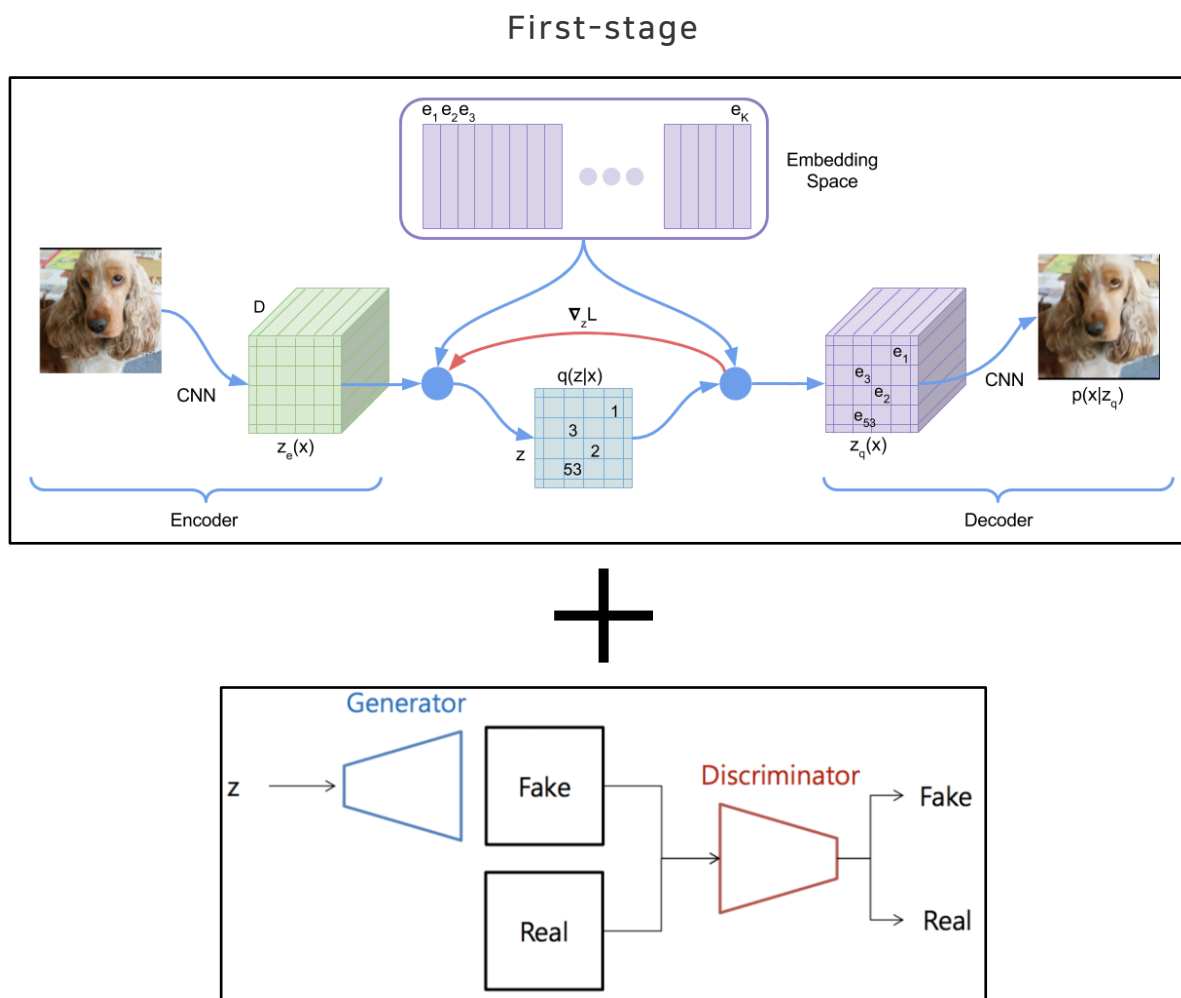 First-stage
e1 e2 e3
eK
Embedding
Space
D
∇zL
CNN
q(z|x)
z
1
3
2
53
ze(x)
e1
e3
e2
e53
zq(x)
CNN
p(x|zq)
Encoder
Decoder
Generator
z
Fake
Real
Discriminator
Fake
Real